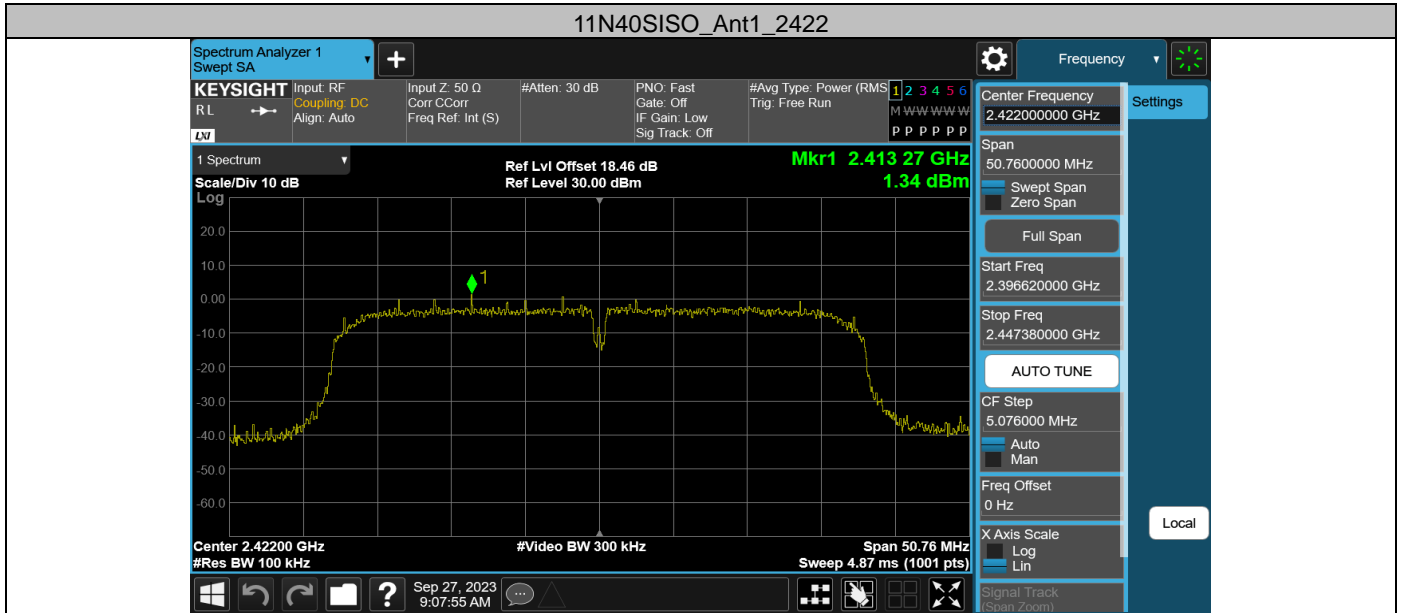 11N40SISO_Ant1_2422
Spectrum Analyzer 1
Swept SA
Frequency
KEYSIGHT
R L
LXI
Input: RF
Coupling: DC
Align: Auto
Input Z: 50 Ω
Corr CCorr
Freq Ref: Int (S)
#Atten: 30 dB
PNO: Fast
Gate: Off
IF Gain: Low
Sig Track: Off
#Avg Type: Power (RMS
Trig: Free Run
1 2 3 4 5 6
M W W W W W
P P P P P P
1 Spectrum
Scale/Div 10 dB
Ref Lvl Offset 18.46 dB
Ref Level 30.00 dBm
Mkr1 2.413 27 GHz
1.34 dBm
Log
20.0
10.0
0.00
-10.0
-20.0
-30.0
-40.0
-50.0
-60.0
1
Center 2.42200 GHz
#Res BW 100 kHz
#Video BW 300 kHz
Span 50.76 MHz
Sweep 4.87 ms (1001 pts)
Sep 27, 2023
9:07:55 AM
Center Frequency
2.422000000 GHz
Settings
Span
50.7600000 MHz
Swept Span
Zero Span
Full Span
Start Freq
2.396620000 GHz
Stop Freq
2.447380000 GHz
AUTO TUNE
CF Step
5.076000 MHz
Auto
Man
Freq Offset
0 Hz
X Axis Scale
Log
Lin
Local
Signal Track
(Span Zoom)